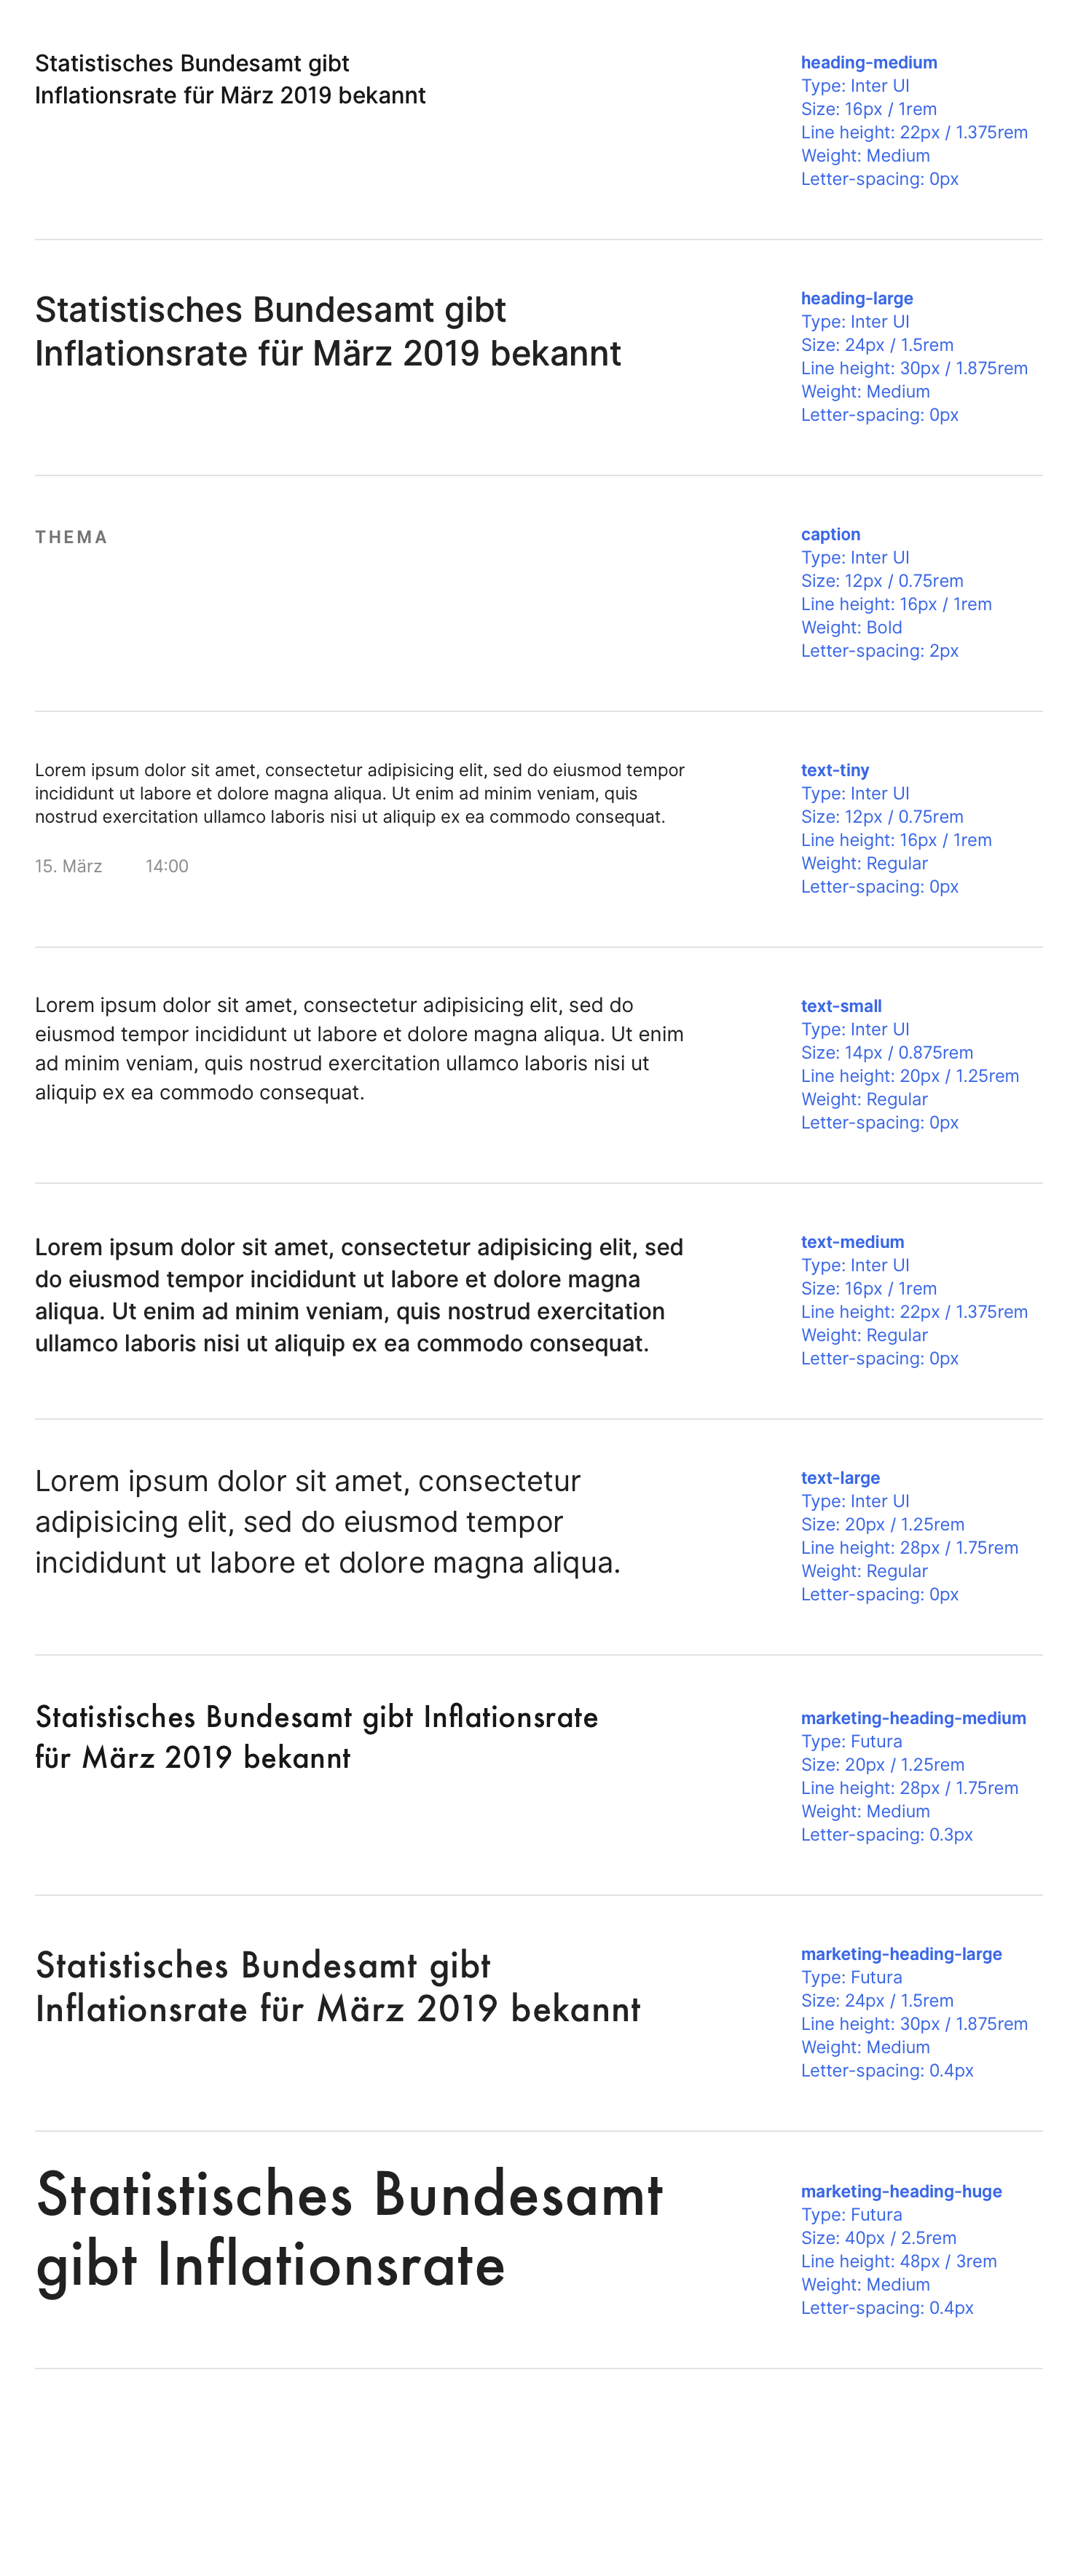 Statistisches Bundesamt gibt
Inflationsrate für März 2019 bekannt
heading-medium
Type: Inter UI
Size: 16px / 1rem
Line height: 22px / 1.375rem
Weight: Medium
Letter-spacing: 0px
Statistisches Bundesamt gibt
Inflationsrate für März 2019 bekannt
heading-large
Type: Inter UI
Size: 24px / 1.5rem
Line height: 30px / 1.875rem
Weight: Medium
Letter-spacing: 0px
THEMA
caption
Type: Inter UI
Size: 12px / 0.75rem
Line height: 16px / 1rem
Weight: Bold
Letter-spacing: 2px
Lorem ipsum dolor sit amet, consectetur adipisicing elit, sed do eiusmod tempor
incididunt ut labore et dolore magna aliqua. Ut enim ad minim veniam, quis
nostrud exercitation ullamco laboris nisi ut aliquip ex ea commodo consequat.
15. März 14:00
text-tiny
Type: Inter UI
Size: 12px / 0.75rem
Line height: 16px / 1rem
Weight: Regular
Letter-spacing: 0px
Lorem ipsum dolor sit amet, consectetur adipisicing elit, sed do
eiusmod tempor incididunt ut labore et dolore magna aliqua. Ut enim
ad minim veniam, quis nostrud exercitation ullamco laboris nisi ut
aliquip ex ea commodo consequat.
text-small
Type: Inter UI
Size: 14px / 0.875rem
Line height: 20px / 1.25rem
Weight: Regular
Letter-spacing: 0px
Lorem ipsum dolor sit amet, consectetur adipisicing elit, sed
do eiusmod tempor incididunt ut labore et dolore magna
aliqua. Ut enim ad minim veniam, quis nostrud exercitation
ullamco laboris nisi ut aliquip ex ea commodo consequat.
text-medium
Type: Inter UI
Size: 16px / 1rem
Line height: 22px / 1.375rem
Weight: Regular
Letter-spacing: 0px
Lorem ipsum dolor sit amet, consectetur
adipisicing elit, sed do eiusmod tempor
incididunt ut labore et dolore magna aliqua.
text-large
Type: Inter UI
Size: 20px / 1.25rem
Line height: 28px / 1.75rem
Weight: Regular
Letter-spacing: 0px
Statistisches Bundesamt gibt Inflationsrate
für März 2019 bekannt
marketing-heading-medium
Type: Futura
Size: 20px / 1.25rem
Line height: 28px / 1.75rem
Weight: Medium
Letter-spacing: 0.3px
Statistisches Bundesamt gibt
Inflationsrate für März 2019 bekannt
marketing-heading-large
Type: Futura
Size: 24px / 1.5rem
Line height: 30px / 1.875rem
Weight: Medium
Letter-spacing: 0.4px
Statistisches Bundesamt
gibt Inflationsrate
marketing-heading-huge
Type: Futura
Size: 40px / 2.5rem
Line height: 48px / 3rem
Weight: Medium
Letter-spacing: 0.4px